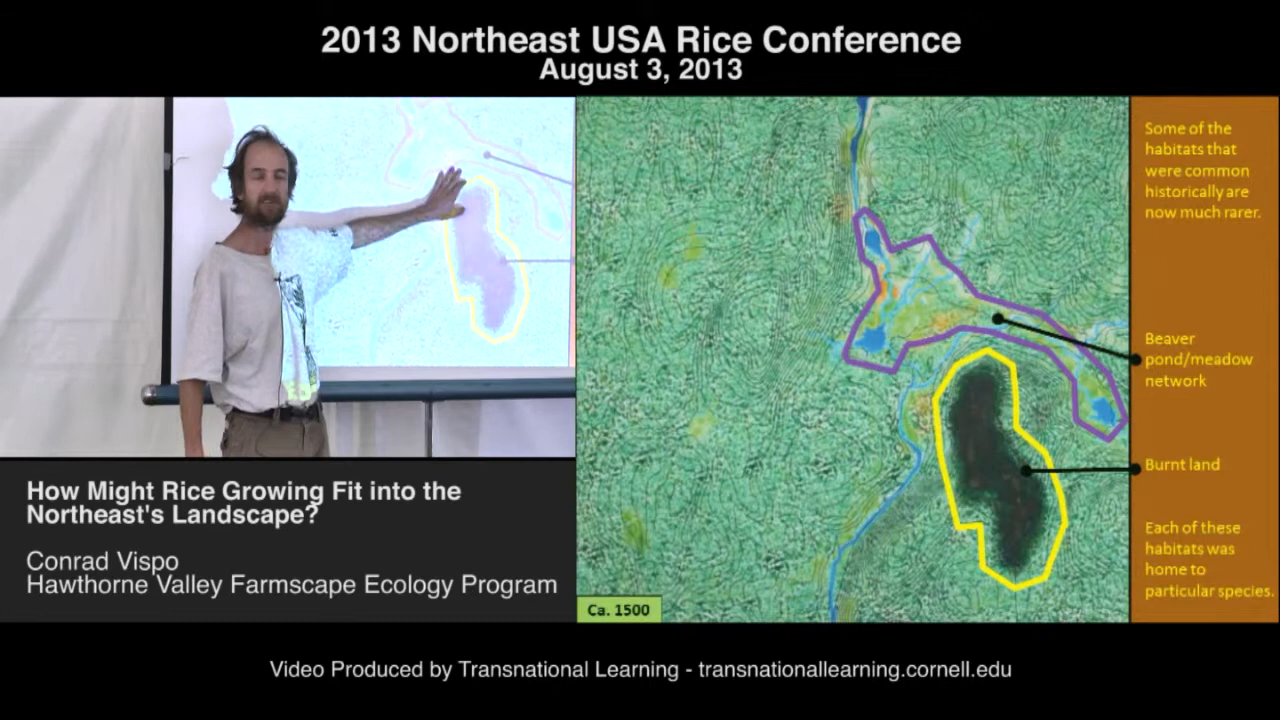 2013 Northeast USA Rice Conference
August 3, 2013
Some of the
habitats that
were common
historically are
now much rarer.
Beaver
pond/meadow
network
Burnt land
Each of these
habitats was
home to
particular species.
Ca. 1500
How Might Rice Growing Fit into the
Northeast's Landscape?
Conrad Vispo
Hawthorne Valley Farmscape Ecology Program
Video Produced by Transnational Learning - transnationallearning.cornell.edu